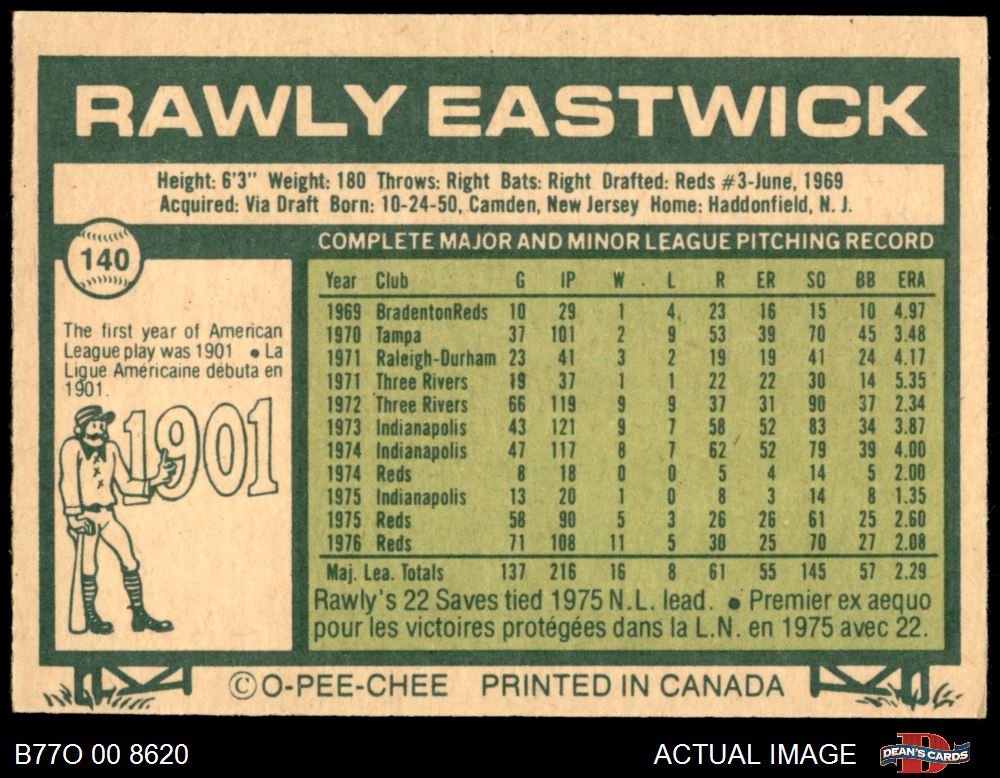 RAWLY EASTWICK
Height: 6'3" Weight: 180 Throws: Right Bats: Right Drafted: Reds #3-June, 1969
Acquired: Via Draft Born: 10-24-50, Camden, New Jersey Home: Haddonfield, N. J.
140
The first year of American
League play was 1901 • La
Ligue Américaine débuta en
1901.
1901
COMPLETE MAJOR AND MINOR LEAGUE PITCHING RECORD
Year Club G IP W L R ER SO BB ERA
1969 Bradenton Reds 10 29 1 4 23 16 15 10 4.97
1970 Tampa 37 101 2 9 53 39 70 45 3.48
1971 Raleigh-Durham 23 41 3 2 19 19 41 24 4.17
1971 Three Rivers 19 37 1 1 22 22 30 14 5.35
1972 Three Rivers 66 119 9 9 37 31 90 37 2.34
1973 Indianapolis 43 121 9 7 58 52 83 34 3.87
1974 Indianapolis 47 117 8 7 62 52 79 39 4.00
1974 Reds 8 18 0 0 5 4 14 5 2.00
1975 Indianapolis 13 20 1 0 8 3 14 8 1.35
1975 Reds 58 90 5 3 26 26 61 25 2.60
1976 Reds 71 108 11 5 30 25 70 27 2.08
Maj. Lea. Totals 137 216 16 8 61 55 145 57 2.29
Rawly's 22 Saves tied 1975 N.L. lead. • Premier ex aequo
pour les victoires protégées dans la L.N. en 1975 avec 22.
© O-PEE-CHEE PRINTED IN CANADA
B77O 00 8620
ACTUAL IMAGE
DEAN'S CARDS